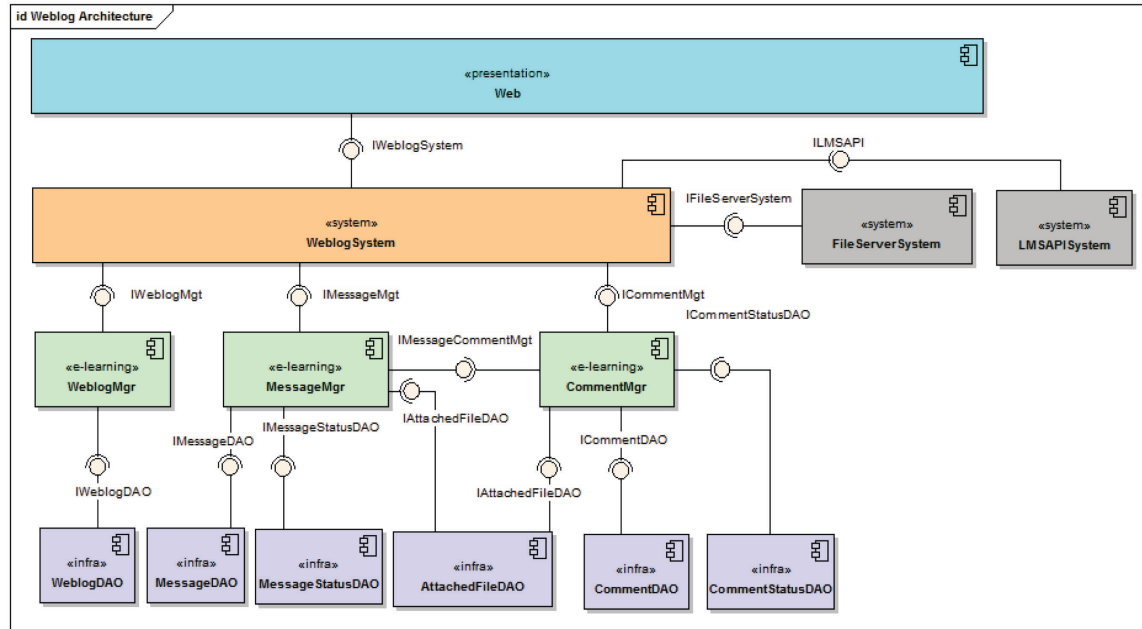 id Weblog Architecture
«presentation»
Web
IWeblogSystem
ILMSAPI
«system»
WeblogSystem
IFileServerSystem
«system»
FileServerSystem
«system»
LMSAPISystem
IWeblogMgt
IMessageMgt
ICommentMgt
ICommentStatusDAO
«e-learning»
WeblogMgr
«e-learning»
MessageMgr
IMessageCommentMgt
«e-learning»
CommentMgr
IAttachedFileDAO
IMessageStatusDAO
IMessageDAO
ICommentDAO
IWeblogDAO
IAttachedFileDAO
«infra»
WeblogDAO
«infra»
MessageDAO
«infra»
MessageStatusDAO
«infra»
AttachedFileDAO
«infra»
CommentDAO
«infra»
CommentStatusDAO